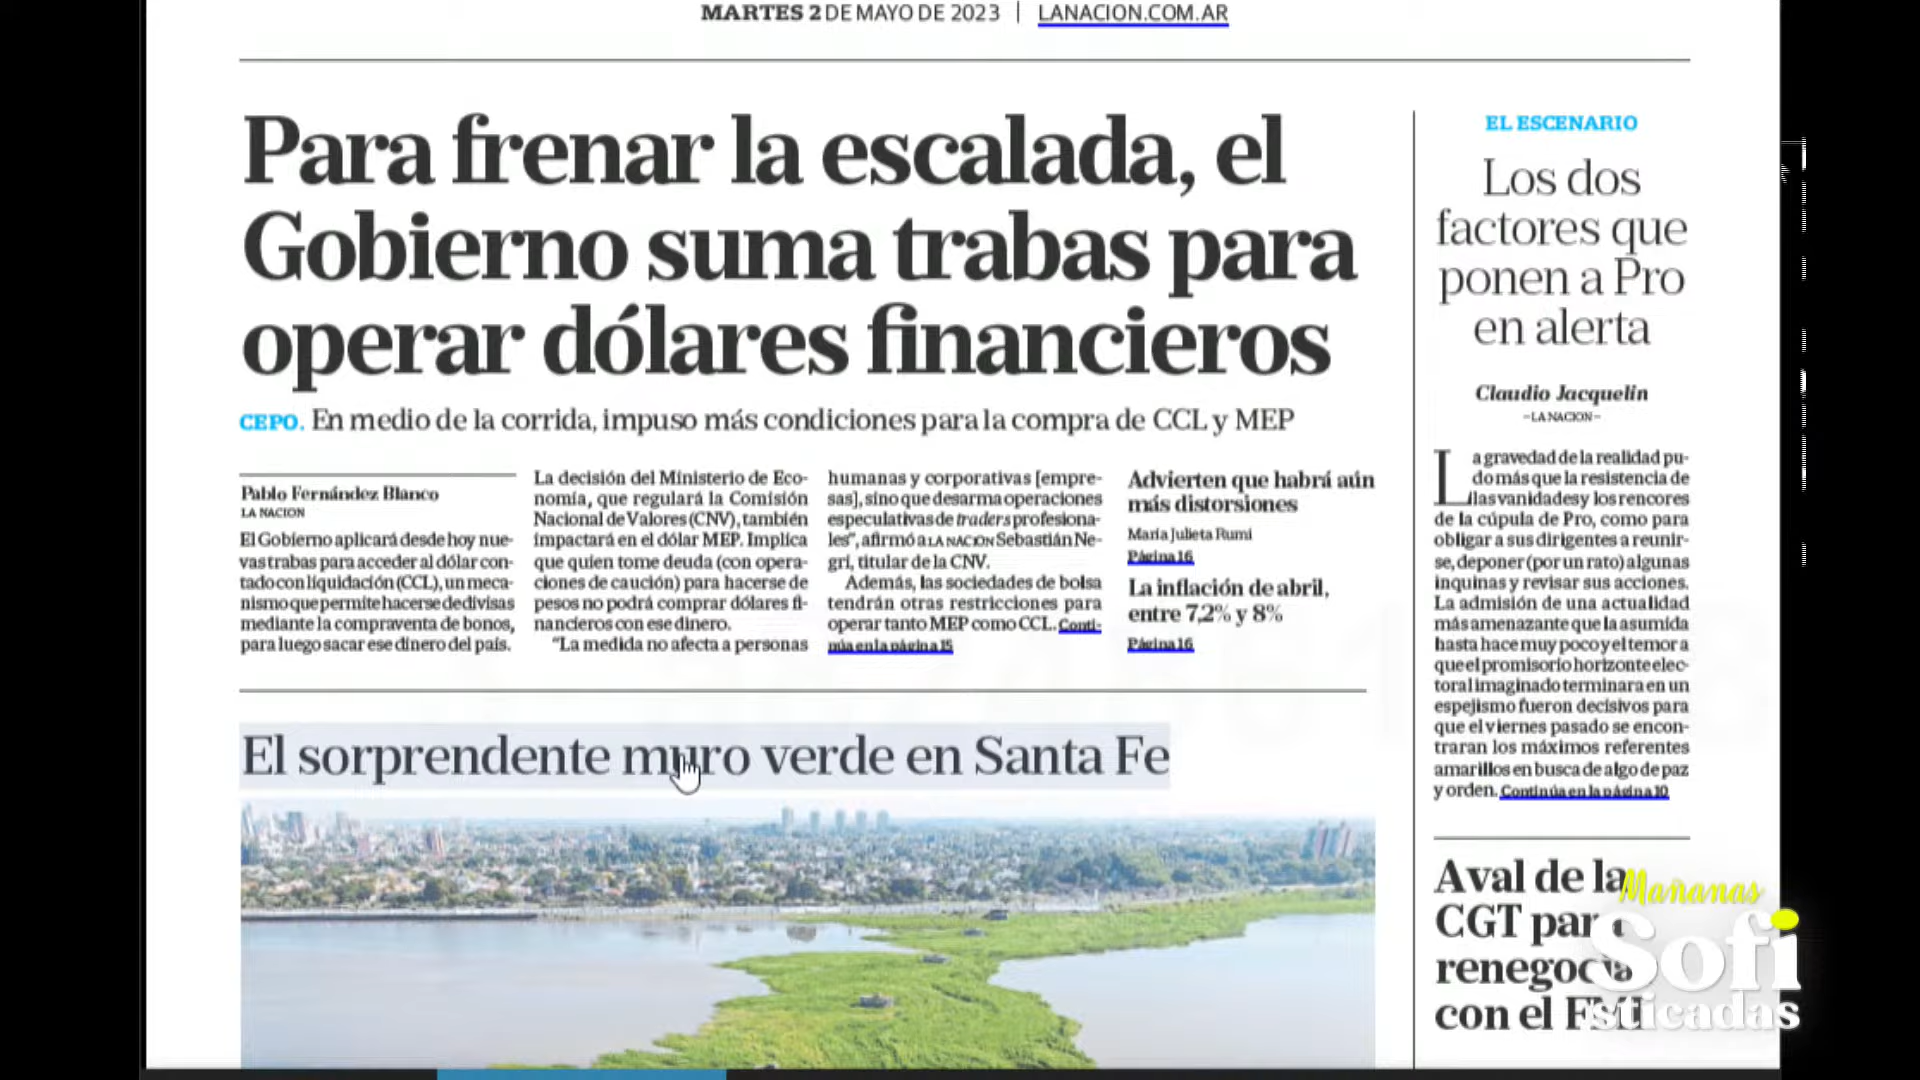 MARTES 2 DE MAYO DE 2023 | LANACION.COM.AR
Para frenar la escalada, el
Gobierno suma trabas para
operar dólares financieros
CEPO. En medio de la corrida, impuso más condiciones para la compra de CCL y MEP
Pablo Fernández Blanco
LA NACION
El Gobierno aplicará desde hoy nue-
vas trabas para acceder al dólar con-
tado con liquidación (CCL), un meca-
nismo que permite hacerse de divisas
mediante la compraventa de bonos,
para luego sacar ese dinero del país.
La decisión del Ministerio de Eco-
nomía, que regulará la Comisión
Nacional de Valores (CNV), también
impactará en el dólar MEP. Implica
que quien tome deuda (con opera-
ciones de caución) para hacerse de
pesos no podrá comprar dólares fi-
nancieros con ese dinero.
"La medida no afecta a personas
humanas y corporativas [empre-
sas], sino que desarma operaciones
especulativas de traders profesiona-
les", afirmó a LA NACION Sebastián Ne-
gri, titular de la CNV.
Además, las sociedades de bolsa
tendrán otras restricciones para
operar tanto MEP como CCL. Conti-
núa en la página 15
Advierten que habrá aún
más distorsiones
María Julieta Rumi
Página 16
La inflación de abril,
entre 7,2% y 8%
Página 16
El sorprendente muro verde en Santa Fe
EL ESCENARIO
Los dos
factores que
ponen a Pro
en alerta
Claudio Jacquelin
–LA NACION–
La gravedad de la realidad pu-
do más que la resistencia de
las vanidades y los rencores
de la cúpula de Pro, como para
obligar a sus dirigentes a reunir-
se, deponer (por un rato) algunas
inquinas y revisar sus acciones.
La admisión de una actualidad
más amenazante que la asumida
hasta hace muy poco y el temor a
que el promisorio horizonte elec-
toral imaginado terminara en un
espejismo fueron decisivos para
que el viernes pasado se encon-
traran los máximos referentes
amarillos en busca de algo de paz
y orden. Continúa en la página 10
Aval de la
CGT para
renegociar
con el FMI
Mañanas
Sofi
sticadas